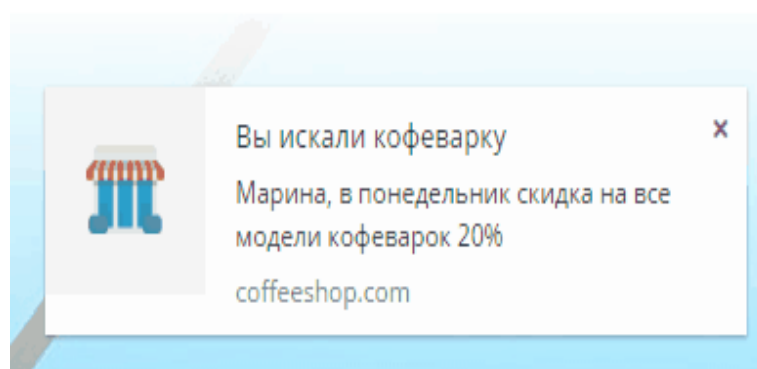 Вы искали кофеварку
Марина, в понедельник скидка на все
модели кофеварок 20%
coffeeshop.com